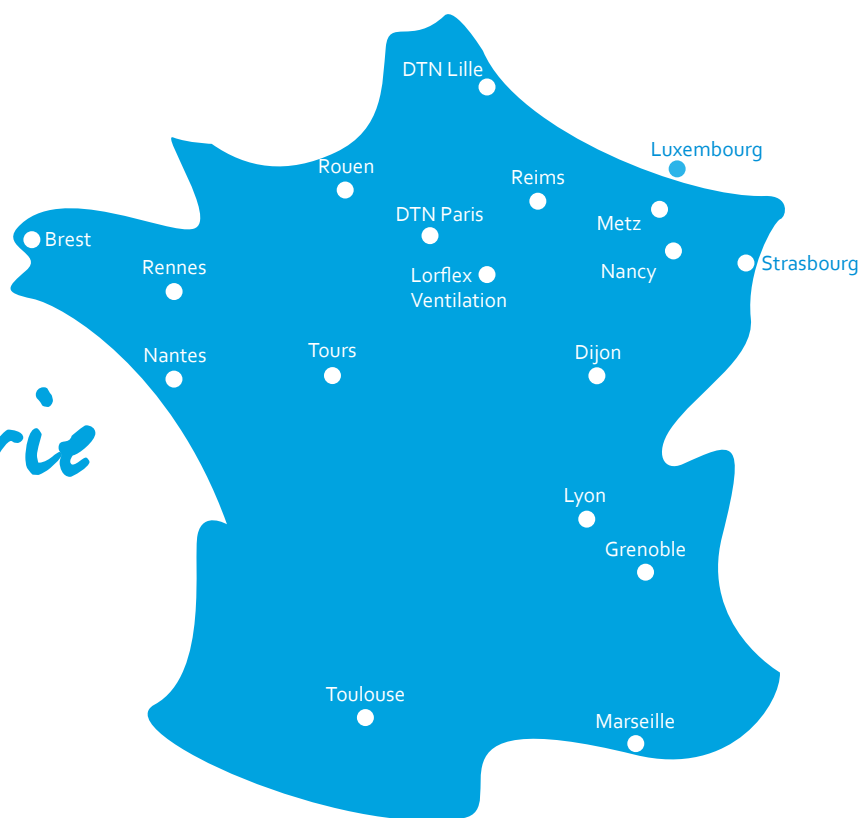 DTN Lille
Luxembourg
Rouen
Reims
DTN Paris
Metz
Brest
Rennes
Nancy
Strasbourg
Lorflex
Ventilation
Nantes
Tours
Dijon
rie
Lyon
Grenoble
Toulouse
Marseille